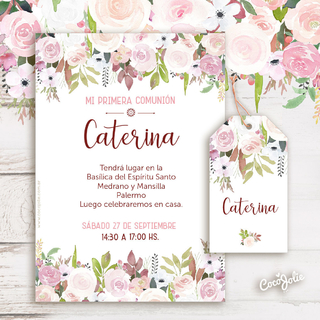 MI PRIMERA COMUNIÓN
Caterina
Tendrá lugar en la
Basílica del Espíritu Santo
Medrano y Mansilla
Palermo
Luego celebraremos en casa.
SÁBADO 27 DE SEPTIEMBRE
14:30 A 17:00 HS.
Caterina
CocoJolie